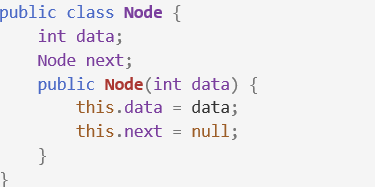 public class Node {
    int data;
    Node next;
    public Node(int data) {
        this.data = data;
        this.next = null;
    }
}